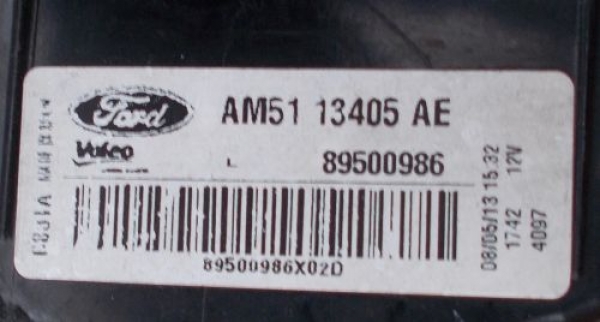 Ford
AM51 13405 AE
Valeo
L
89500986
89500986X02D
08/05/13 15:32
1742 12V
4097